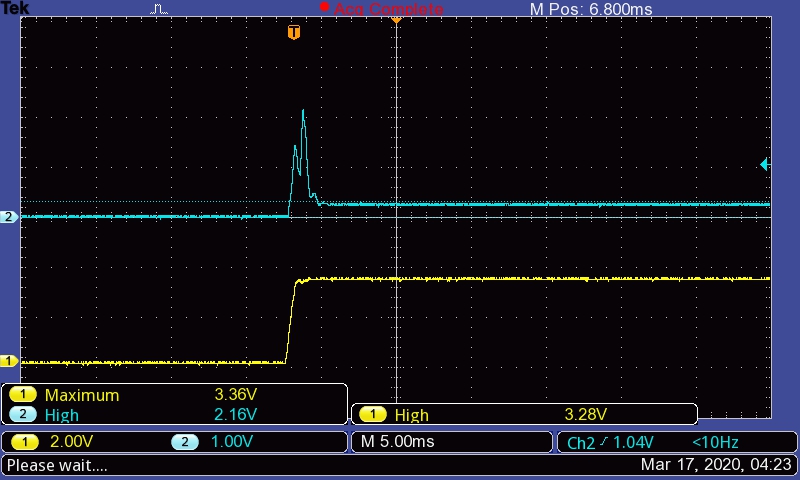 Tek Acq Complete M Pos: 6.800ms
T
2
1
1 Maximum 3.36V
2 High 2.16V 1 High 3.28V
1 2.00V 2 1.00V M 5.00ms Ch2 1.04V <10Hz
Please wait.... Mar 17, 2020, 04:23